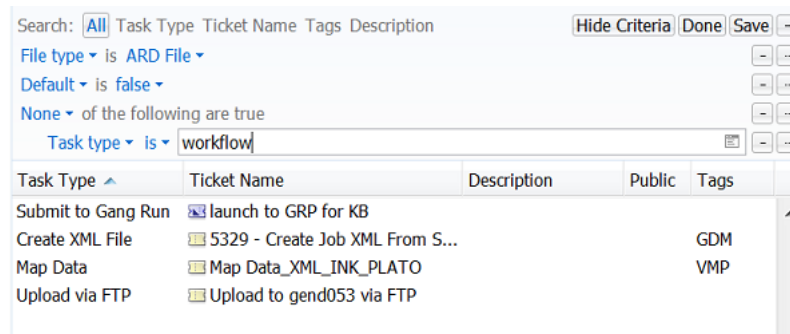 Search: All Task Type Ticket Name Tags Description Hide Criteria Done Save -
File type is ARD File -
Default is false -
None of the following are true -
Task type is workflow -
Task Type Ticket Name Description Public Tags
Submit to Gang Run launch to GRP for KB
Create XML File 5329 - Create Job XML From S... GDM
Map Data Map Data_XML_INK_PLATO VMP
Upload via FTP Upload to gend053 via FTP